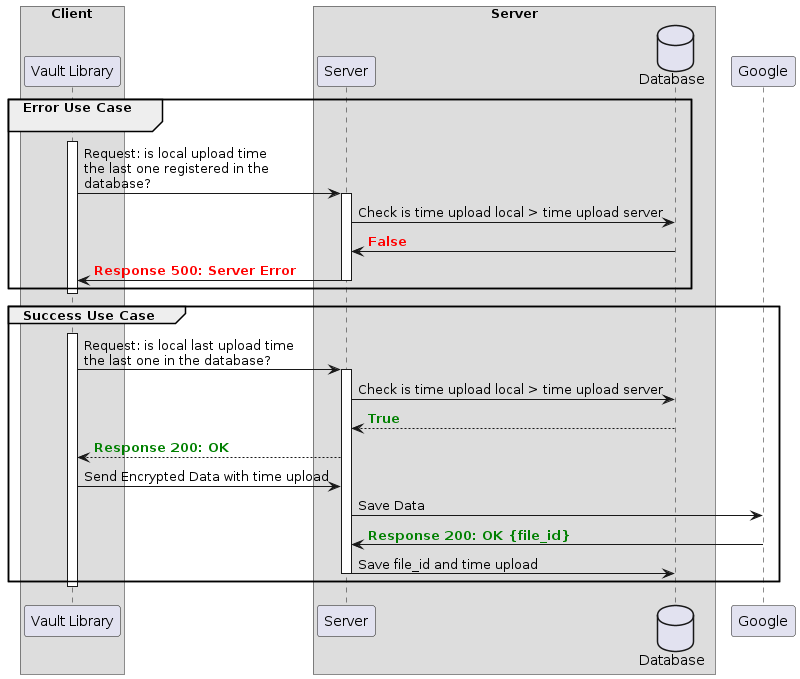 Client
Server
Vault Library
Server
Database
Google
Error Use Case
Request: is local upload time
the last one registered in the
database?
Check is time upload local > time upload server
False
Response 500: Server Error
Success Use Case
Request: is local last upload time
the last one in the database?
Check is time upload local > time upload server
True
Response 200: OK
Send Encrypted Data with time upload
Save Data
Response 200: OK {file_id}
Save file_id and time upload
Vault Library
Server
Database
Google